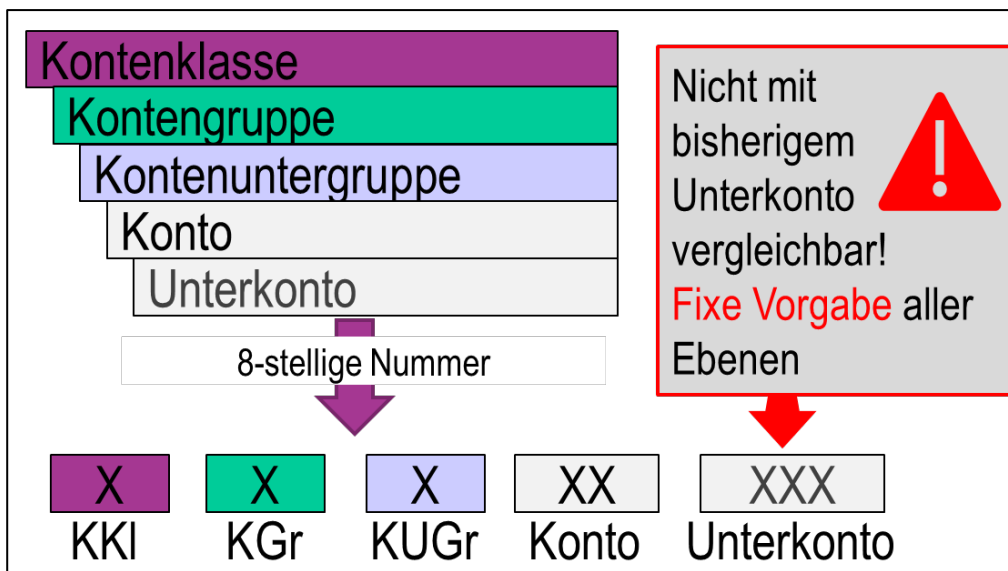 Kontenklasse
Kontengruppe
Kontenuntergruppe
Konto
Unterkonto
8-stellige Nummer
Nicht mit
bisherigem
Unterkonto
vergleichbar!
Fixe Vorgabe aller
Ebenen
!
X X X XX XXX
KKl KGr KUGr Konto Unterkonto